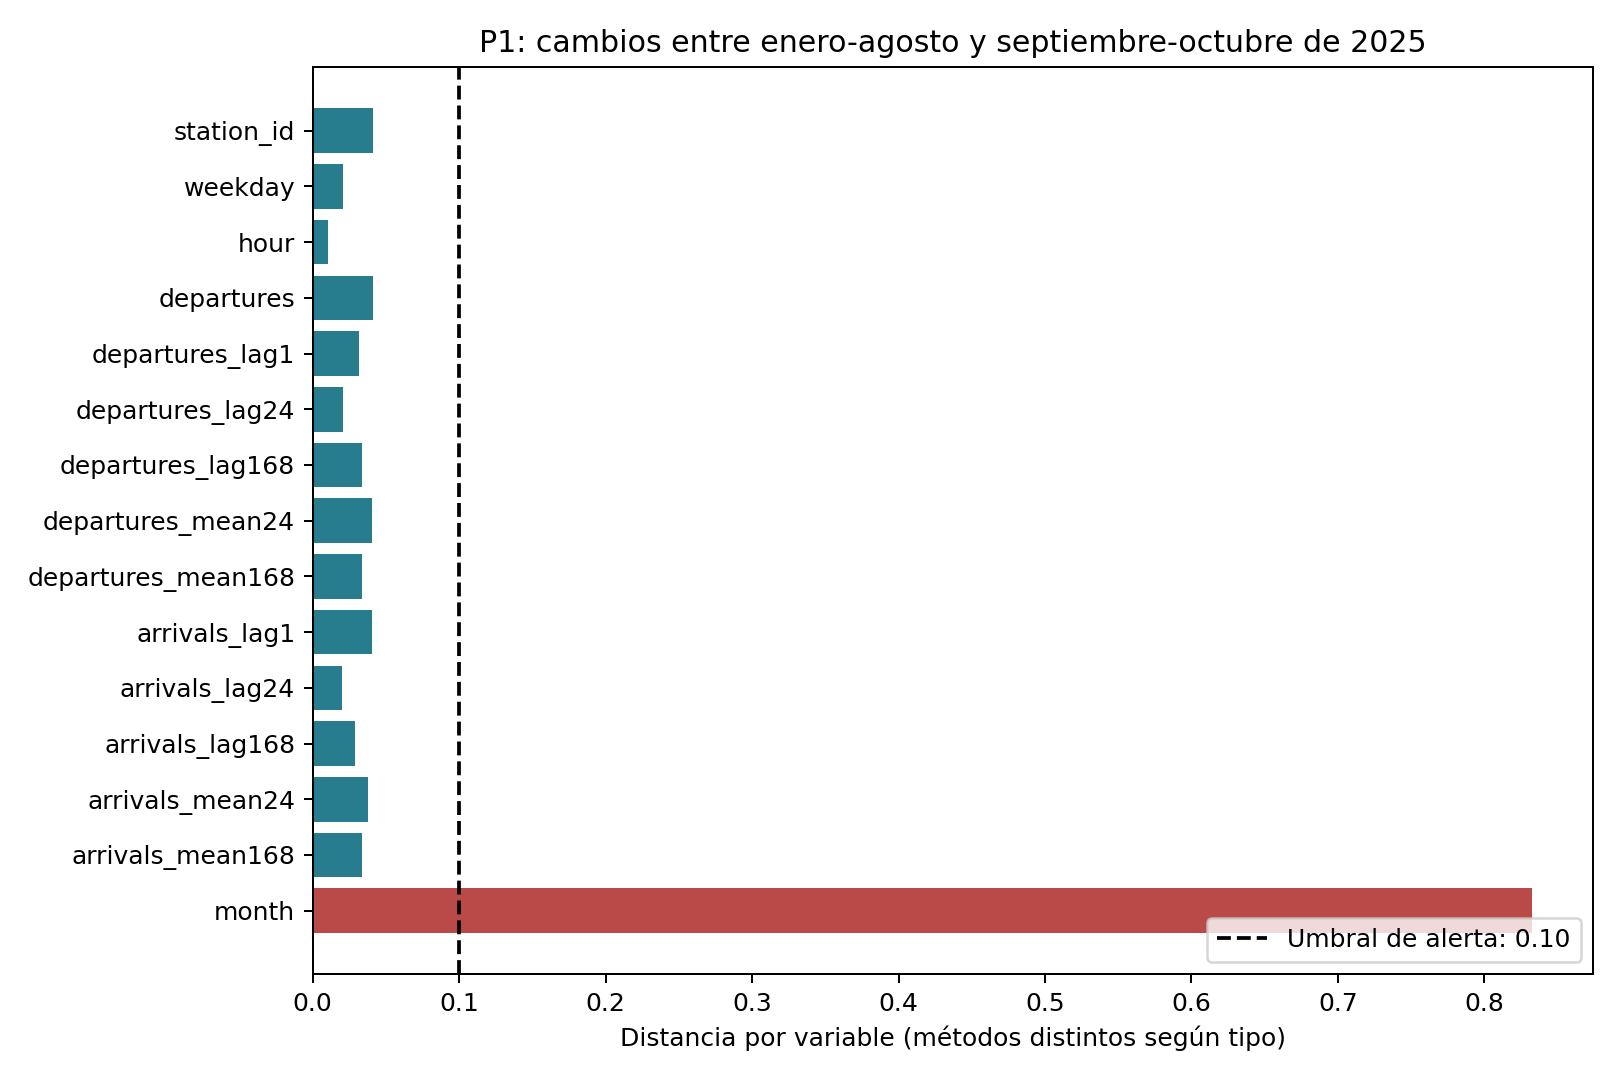 P1: cambios entre enero-agosto y septiembre-octubre de 2025
station_id
weekday
hour
departures
departures_lag1
departures_lag24
departures_lag168
departures_mean24
departures_mean168
arrivals_lag1
arrivals_lag24
arrivals_lag168
arrivals_mean24
arrivals_mean168
month
Umbral de alerta: 0.10
0.0 0.1 0.2 0.3 0.4 0.5 0.6 0.7 0.8
Distancia por variable (métodos distintos según tipo)